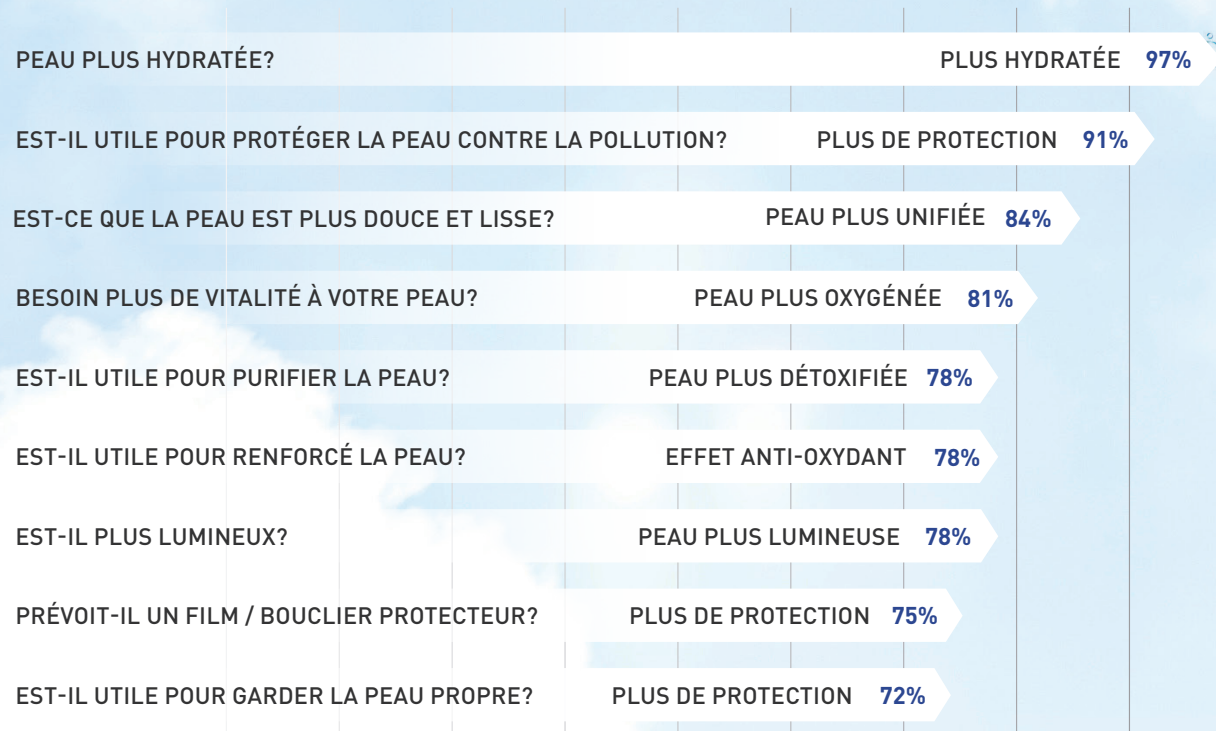 PEAU PLUS HYDRATÉE? PLUS HYDRATÉE 97%
EST-IL UTILE POUR PROTÉGER LA PEAU CONTRE LA POLLUTION? PLUS DE PROTECTION 91%
EST-CE QUE LA PEAU EST PLUS DOUCE ET LISSE? PEAU PLUS UNIFIÉE 84%
BESOIN PLUS DE VITALITÉ À VOTRE PEAU? PEAU PLUS OXYGÉNÉE 81%
EST-IL UTILE POUR PURIFIER LA PEAU? PEAU PLUS DÉTOXIFIÉE 78%
EST-IL UTILE POUR RENFORCÉ LA PEAU? EFFET ANTI-OXYDANT 78%
EST-IL PLUS LUMINEUX? PEAU PLUS LUMINEUSE 78%
PRÉVOIT-IL UN FILM / BOUCLIER PROTECTEUR? PLUS DE PROTECTION 75%
EST-IL UTILE POUR GARDER LA PEAU PROPRE? PLUS DE PROTECTION 72%